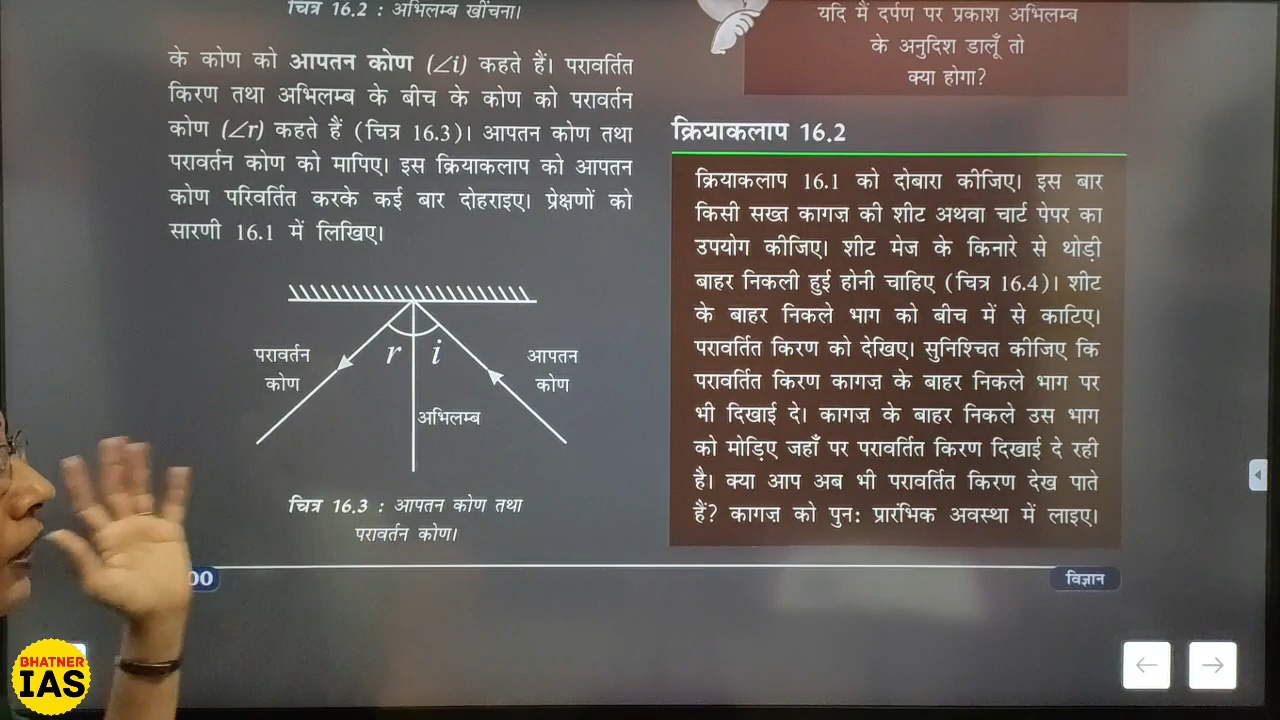 चित्र 16.2 : अभिलम्ब खींचना।
के कोण को आपतन कोण (∠i) कहते हैं। परावर्तित
किरण तथा अभिलम्ब के बीच के कोण को परावर्तन
कोण (∠r) कहते हैं (चित्र 16.3)। आपतन कोण तथा
परावर्तन कोण को मापिए। इस क्रियाकलाप को आपतन
कोण परिवर्तित करके कई बार दोहराइए। प्रेक्षणों को
सारणी 16.1 में लिखिए।
r i
परावर्तन
कोण
आपतन
कोण
अभिलम्ब
चित्र 16.3 : आपतन कोण तथा
परावर्तन कोण।
00
यदि मैं दर्पण पर प्रकाश अभिलम्ब
के अनुदिश डालूँ तो
क्या होगा?
क्रियाकलाप 16.2
क्रियाकलाप 16.1 को दोबारा कीजिए। इस बार
किसी सख्त कागज़ की शीट अथवा चार्ट पेपर का
उपयोग कीजिए। शीट मेज के किनारे से थोड़ी
बाहर निकली हुई होनी चाहिए (चित्र 16.4)। शीट
के बाहर निकले भाग को बीच में से काटिए।
परावर्तित किरण को देखिए। सुनिश्चित कीजिए कि
परावर्तित किरण कागज़ के बाहर निकले भाग पर
भी दिखाई दे। कागज़ के बाहर निकले उस भाग
को मोड़िए जहाँ पर परावर्तित किरण दिखाई दे रही
है। क्या आप अब भी परावर्तित किरण देख पाते
हैं? कागज़ को पुन: प्रारंभिक अवस्था में लाइए।
विज्ञान
BHATNER
IAS